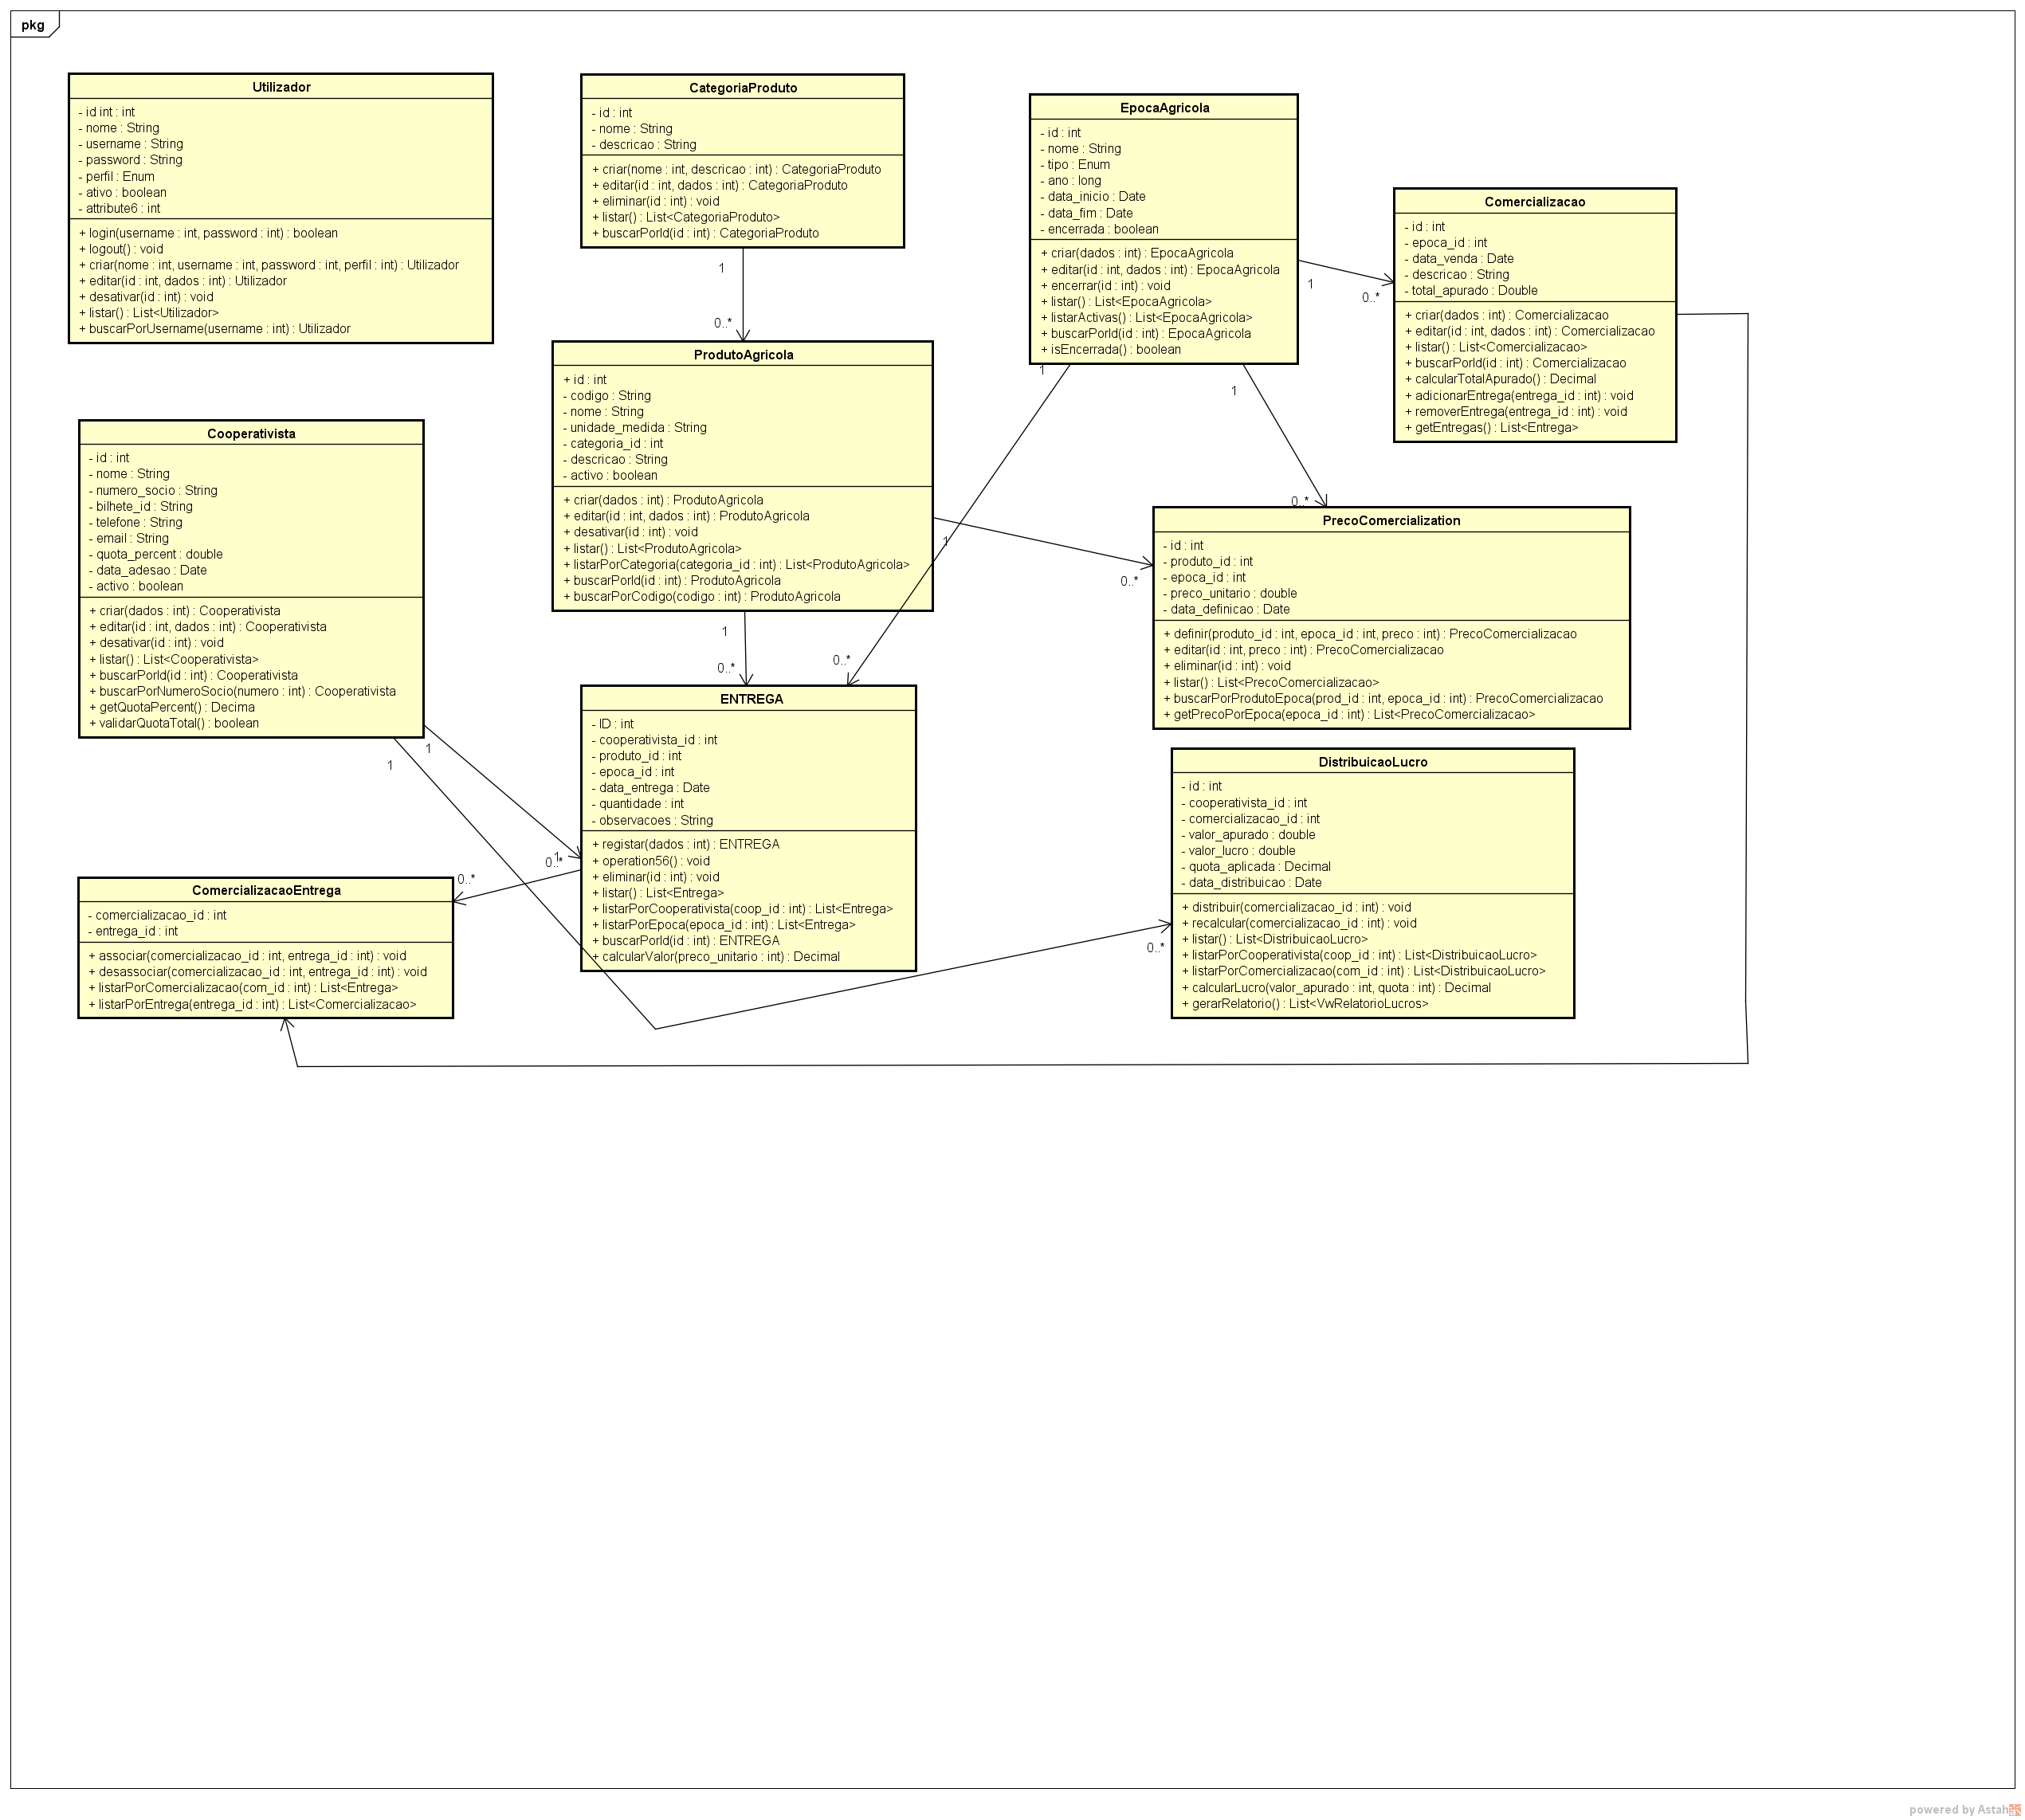 pkg
Utilizador
- id int : int
- nome : String
- username : String
- password : String
- perfil : Enum
- ativo : boolean
- attribute6 : int
+ login(username : int, password : int) : boolean
+ logout() : void
+ criar(nome : int, username : int, password : int, perfil : int) : Utilizador
+ editar(id : int, dados : int) : Utilizador
+ desativar(id : int) : void
+ listar() : List<Utilizador>
+ buscarPorUsername(username : int) : Utilizador
CategoriaProduto
- id : int
- nome : String
- descricao : String
+ criar(nome : int, descricao : int) : CategoriaProduto
+ editar(id : int, dados : int) : CategoriaProduto
+ eliminar(id : int) : void
+ listar() : List<CategoriaProduto>
+ buscarPorId(id : int) : CategoriaProduto
1
0..*
EpocaAgricola
- id : int
- nome : String
- tipo : Enum
- ano : long
- data_inicio : Date
- data_fim : Date
- encerrada : boolean
+ criar(dados : int) : EpocaAgricola
+ editar(id : int, dados : int) : EpocaAgricola
+ encerrar(id : int) : void
+ listar() : List<EpocaAgricola>
+ listarActivas() : List<EpocaAgricola>
+ buscarPorId(id : int) : EpocaAgricola
+ isEncerrada() : boolean
1
0..*
1
1
0..*
Comercializacao
- id : int
- epoca_id : int
- data_venda : Date
- descricao : String
- total_apurado : Double
+ criar(dados : int) : Comercializacao
+ editar(id : int, dados : int) : Comercializacao
+ listar() : List<Comercializacao>
+ buscarPorId(id : int) : Comercializacao
+ calcularTotalApurado() : Decimal
+ adicionarEntrega(entrega_id : int) : void
+ removerEntrega(entrega_id : int) : void
+ getEntregas() : List<Entrega>
ProdutoAgricola
+ id : int
- codigo : String
- nome : String
- unidade_medida : String
- categoria_id : int
- descricao : String
- activo : boolean
+ criar(dados : int) : ProdutoAgricola
+ editar(id : int, dados : int) : ProdutoAgricola
+ desativar(id : int) : void
+ listar() : List<ProdutoAgricola>
+ listarPorCategoria(categoria_id : int) : List<ProdutoAgricola>
+ buscarPorId(id : int) : ProdutoAgricola
+ buscarPorCodigo(codigo : int) : ProdutoAgricola
1
0..*
1
0..*
0..*
Cooperativista
- id : int
- nome : String
- numero_socio : String
- bilhete_id : String
- telefone : String
- email : String
- quota_percent : double
- data_adesao : Date
- activo : boolean
+ criar(dados : int) : Cooperativista
+ editar(id : int, dados : int) : Cooperativista
+ desativar(id : int) : void
+ listar() : List<Cooperativista>
+ buscarPorId(id : int) : Cooperativista
+ buscarPorNumeroSocio(numero : int) : Cooperativista
+ getQuotaPercent() : Decima
+ validarQuotaTotal() : boolean
1
1
PrecoComercialization
- id : int
- produto_id : int
- epoca_id : int
- preco_unitario : double
- data_definicao : Date
+ definir(produto_id : int, epoca_id : int, preco : int) : PrecoComercializacao
+ editar(id : int, preco : int) : PrecoComercializacao
+ eliminar(id : int) : void
+ listar() : List<PrecoComercializacao>
+ buscarPorProdutoEpoca(prod_id : int, epoca_id : int) : PrecoComercializacao
+ getPrecoPorEpoca(epoca_id : int) : List<PrecoComercializacao>
ENTREGA
- ID : int
- cooperativista_id : int
- produto_id : int
- epoca_id : int
- data_entrega : Date
- quantidade : int
- observacoes : String
+ registar(dados : int) : ENTREGA
+ operation56() : void
+ eliminar(id : int) : void
+ listar() : List<Entrega>
+ listarPorCooperativista(coop_id : int) : List<Entrega>
+ listarPorEpoca(epoca_id : int) : List<Entrega>
+ buscarPorId(id : int) : ENTREGA
+ calcularValor(preco_unitario : int) : Decimal
0..*
1
0..*
DistribuicaoLucro
- id : int
- cooperativista_id : int
- comercializacao_id : int
- valor_apurado : double
- valor_lucro : double
- quota_aplicada : Decimal
- data_distribuicao : Date
+ distribuir(comercializacao_id : int) : void
+ recalcular(comercializacao_id : int) : void
+ listar() : List<DistribuicaoLucro>
+ listarPorCooperativista(coop_id : int) : List<DistribuicaoLucro>
+ listarPorComercializacao(com_id : int) : List<DistribuicaoLucro>
+ calcularLucro(valor_apurado : int, quota : int) : Decimal
+ gerarRelatorio() : List<VwRelatorioLucros>
0..*
ComercializacaoEntrega
- comercializacao_id : int
- entrega_id : int
+ associar(comercializacao_id : int, entrega_id : int) : void
+ desassociar(comercializacao_id : int, entrega_id : int) : void
+ listarPorComercializacao(com_id : int) : List<Entrega>
+ listarPorEntrega(entrega_id : int) : List<Comercializacao>
powered by Astah